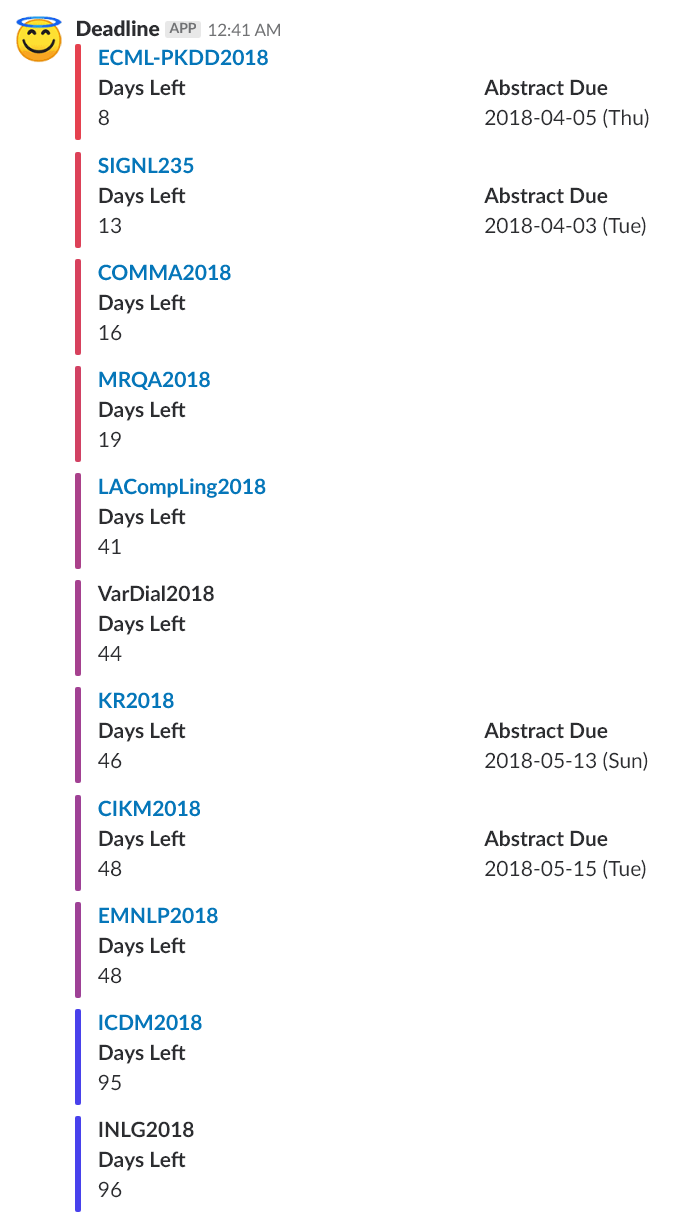 Deadline APP 12:41 AM
ECML-PKDD2018
Days Left Abstract Due
8 2018-04-05 (Thu)
SIGNL235
Days Left Abstract Due
13 2018-04-03 (Tue)
COMMA2018
Days Left
16
MRQA2018
Days Left
19
LACompLing2018
Days Left
41
VarDial2018
Days Left
44
KR2018
Days Left Abstract Due
46 2018-05-13 (Sun)
CIKM2018
Days Left Abstract Due
48 2018-05-15 (Tue)
EMNLP2018
Days Left
48
ICDM2018
Days Left
95
INLG2018
Days Left
96